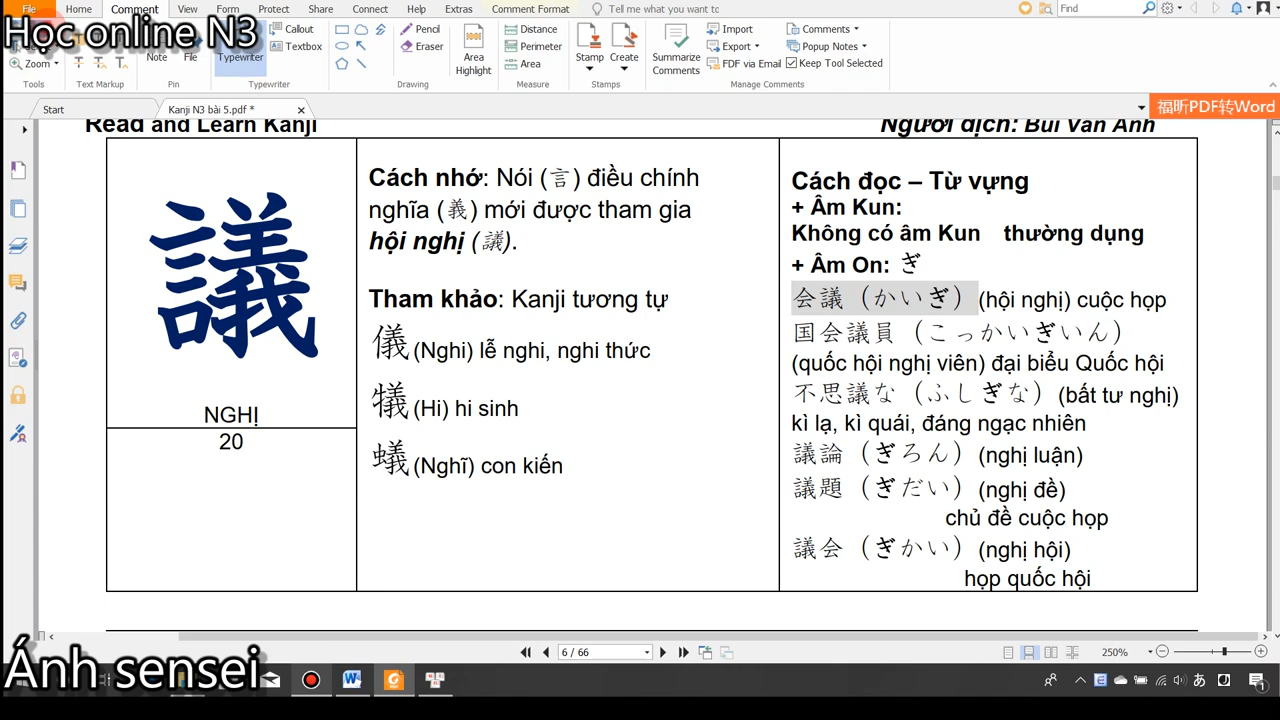 File Home Comment View Form Protect Share Connect Help Extras Comment Format Tell me what you want tc Find
Học online N3
Note File Typewriter Callout Textbox Pencil Eraser Area Highlight Distance Perimeter Area Stamp Create Summarize Comments Import Export FDF via Email Comments Popup Notes Keep Tool Selected
Zoom
Tools Text Markup Pin Typewriter Drawing Measure Stamps Manage Comments
Start Kanji N3 bài 5.pdf * 福昕PDF转Word
Read and Learn Kanji Người dịch: Bùi Văn Anh
議
NGHỊ
20
Cách nhớ: Nói (言) điều chính
nghĩa (義) mới được tham gia
hội nghị (議).
Tham khảo: Kanji tương tự
儀(Nghi) lễ nghi, nghi thức
犠(Hi) hi sinh
蟻(Nghĩ) con kiến
Cách đọc – Từ vựng
+ Âm Kun:
Không có âm Kun thường dụng
+ Âm On: ぎ
会議（かいぎ）(hội nghị) cuộc họp
国会議員（こっかいぎいん）
(quốc hội nghị viên) đại biểu Quốc hội
不思議な（ふしぎな）(bất tư nghị)
kì lạ, kì quái, đáng ngạc nhiên
議論（ぎろん）(nghị luận)
議題（ぎだい）(nghị đề)
chủ đề cuộc họp
議会（ぎかい）(nghị hội)
họp quốc hội
6 / 66 250%
Ánh sensei
あ